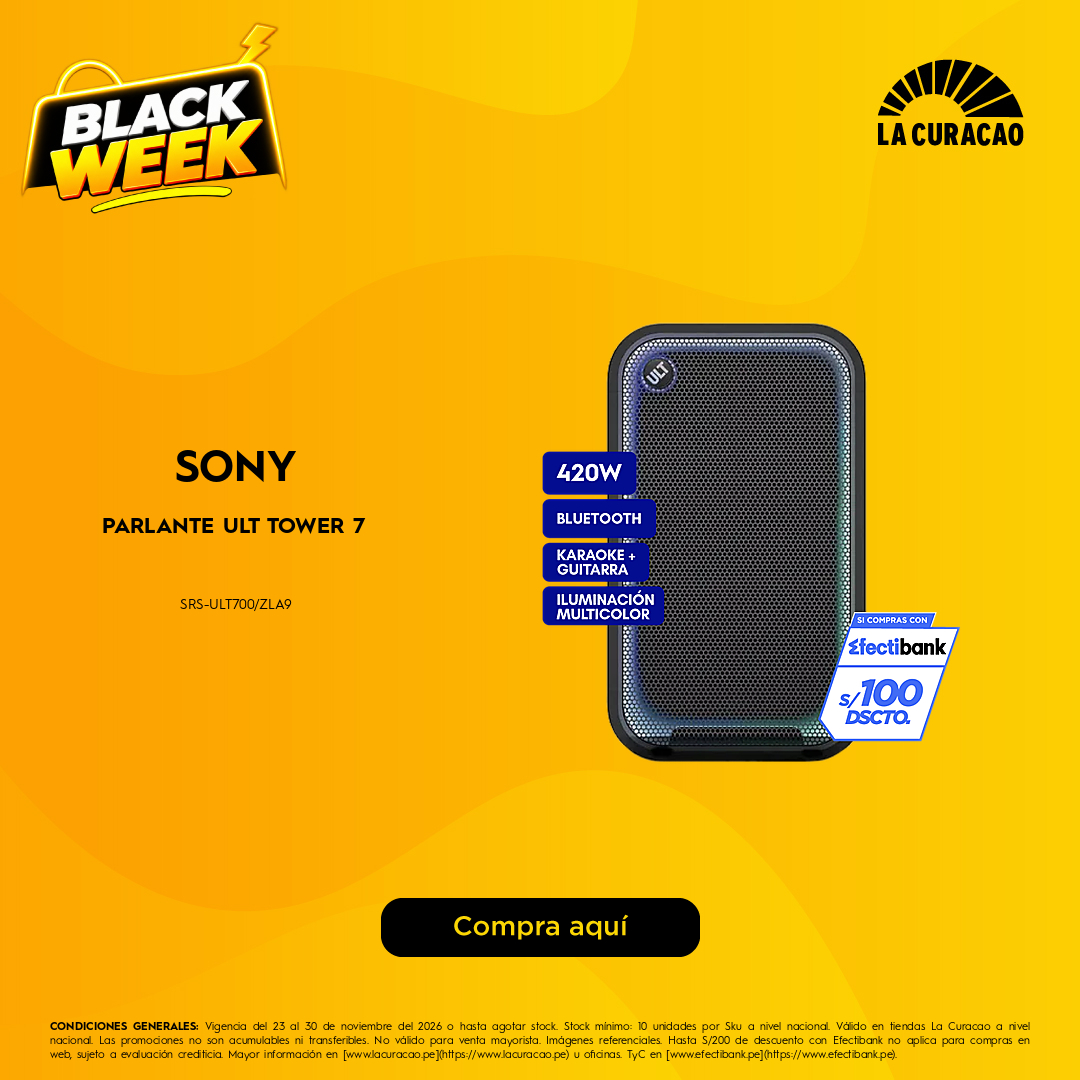 BLACK
WEEK
LA CURACAO
SONY
PARLANTE ULT TOWER 7
SRS-ULT700/ZLA9
ULT
420W
BLUETOOTH
KARAOKE +
GUITARRA
ILUMINACIÓN
MULTICOLOR
SI COMPRAS CON
Efectibank
S/100
DSCTO.
Compra aquí
CONDICIONES GENERALES: Vigencia del 23 al 30 de noviembre del 2026 o hasta agotar stock. Stock mínimo: 10 unidades por Sku a nivel nacional. Válido en tiendas La Curacao a nivel
nacional. Las promociones no son acumulables ni transferibles. No válido para venta mayorista. Imágenes referenciales. Hasta S/200 de descuento con Efectibank no aplica para compras en
web, sujeto a evaluación crediticia. Mayor información en [www.lacuracao.pe](https://www.lacuracao.pe) u oficinas. TyC en [www.efectibank.pe](https://www.efectibank.pe).